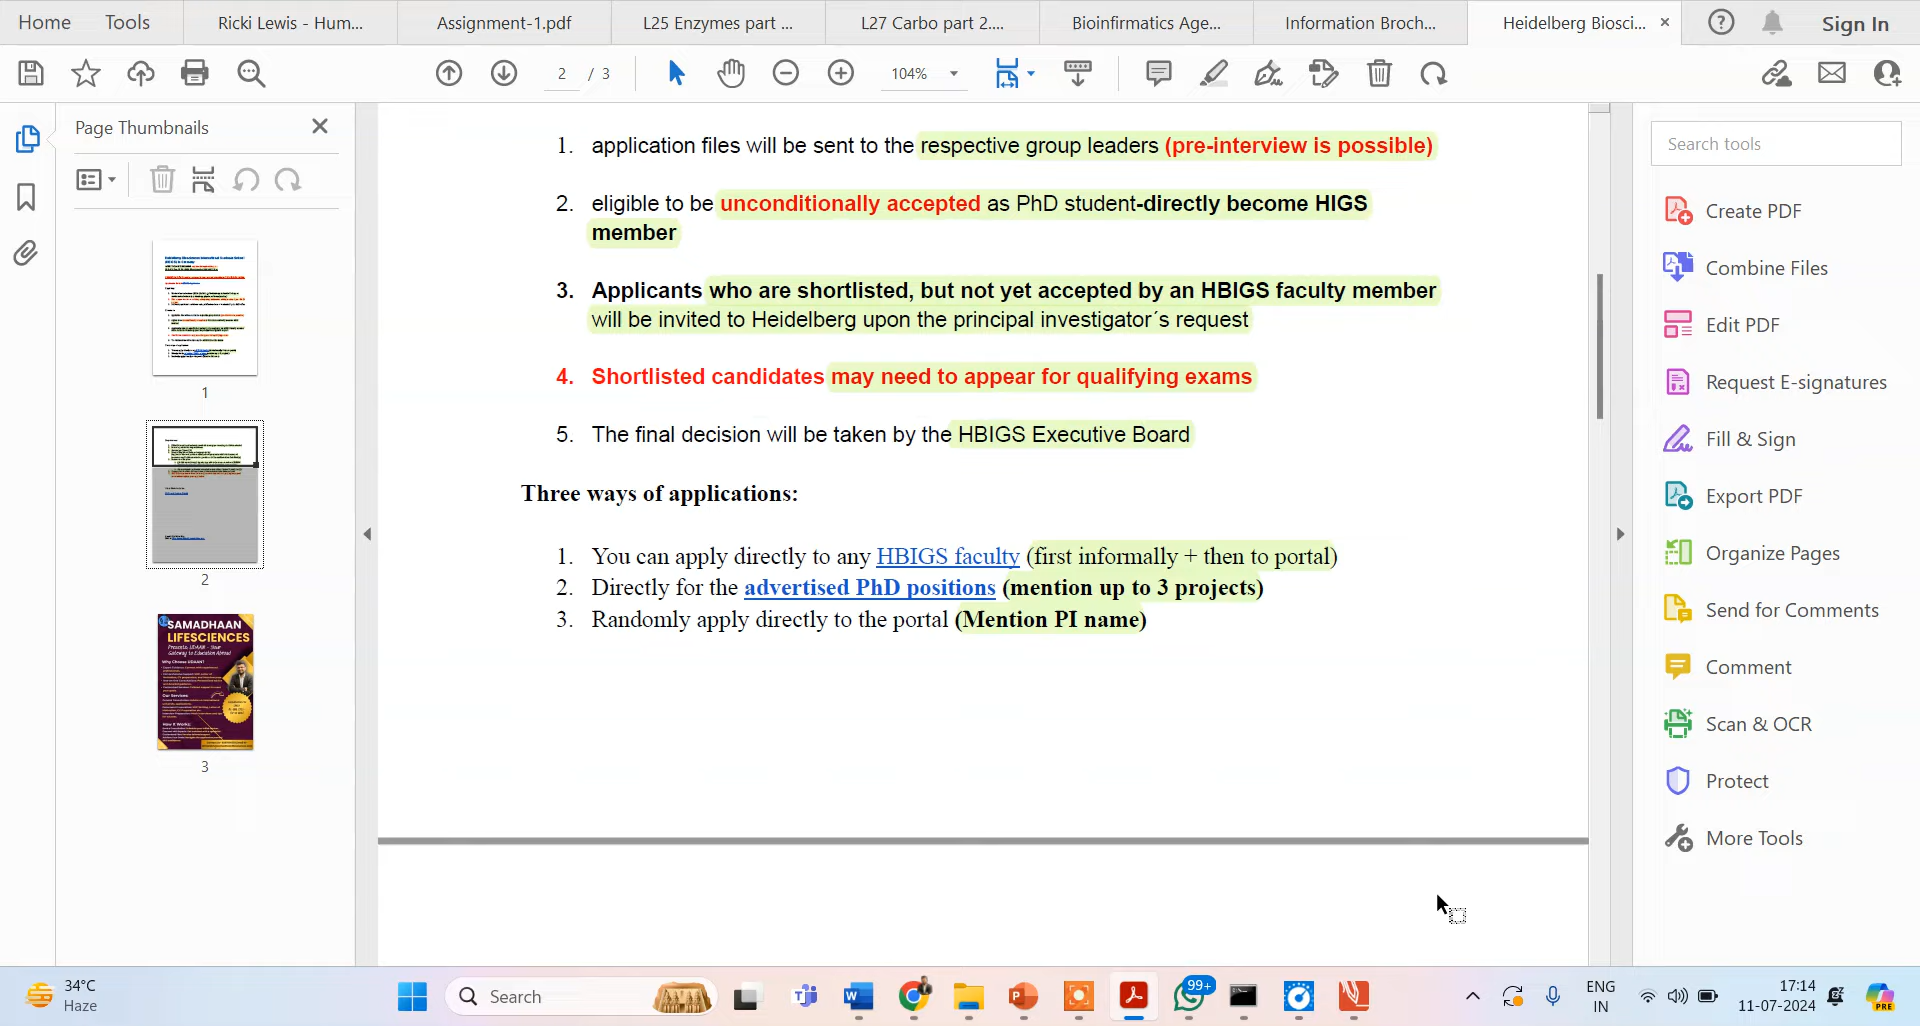 Home Tools Ricki Lewis - Hum... Assignment-1.pdf L25 Enzymes part ... L27 Carbo part 2.... Bioinfirmatics Age... Information Broch... Heidelberg Biosci... Sign In
2 / 3 104%
Page Thumbnails
1
2
SAMADHAAN
LIFESCIENCES
3
1. application files will be sent to the respective group leaders (pre-interview is possible)
2. eligible to be unconditionally accepted as PhD student-directly become HIGS
member
3. Applicants who are shortlisted, but not yet accepted by an HBIGS faculty member
will be invited to Heidelberg upon the principal investigator´s request
4. Shortlisted candidates may need to appear for qualifying exams
5. The final decision will be taken by the HBIGS Executive Board
Three ways of applications:
1. You can apply directly to any HBIGS faculty (first informally + then to portal)
2. Directly for the advertised PhD positions (mention up to 3 projects)
3. Randomly apply directly to the portal (Mention PI name)
Search tools
Create PDF
Combine Files
Edit PDF
Request E-signatures
Fill & Sign
Export PDF
Organize Pages
Send for Comments
Comment
Scan & OCR
Protect
More Tools
34°C
Haze
Search
99+
ENG
IN
17:14
11-07-2024
PRE